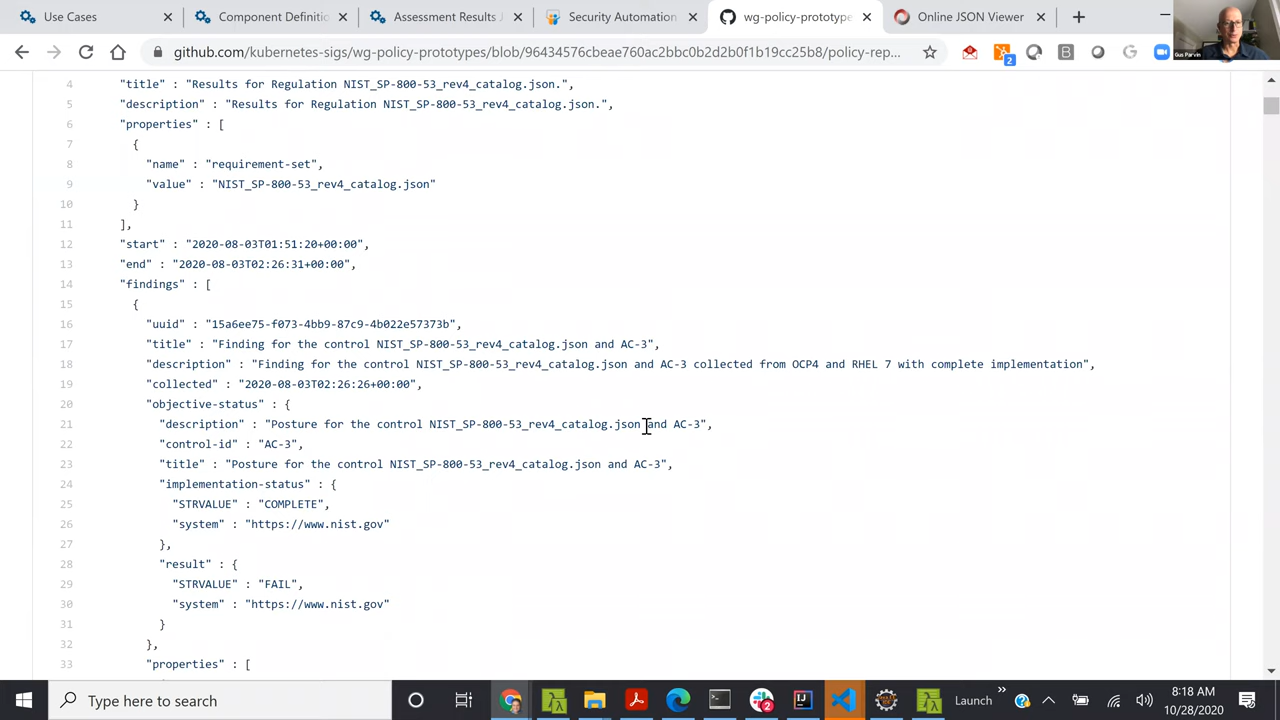 Use Cases
Component Definitio
Assessment Results J
Security Automation
wg-policy-prototype
Online JSON Viewer
github.com/kubernetes-sigs/wg-policy-prototypes/blob/96434576cbeae760ac2bbc0b2d2b0f1b19cc25b8/policy-rep...
2
B
G
Gus Parvin
4 "title" : "Results for Regulation NIST_SP-800-53_rev4_catalog.json.",
5 "description" : "Results for Regulation NIST_SP-800-53_rev4_catalog.json.",
6 "properties" : [
7 {
8 "name" : "requirement-set",
9 "value" : "NIST_SP-800-53_rev4_catalog.json"
10 }
11 ],
12 "start" : "2020-08-03T01:51:20+00:00",
13 "end" : "2020-08-03T02:26:31+00:00",
14 "findings" : [
15 {
16 "uuid" : "15a6ee75-f073-4bb9-87c9-4b022e57373b",
17 "title" : "Finding for the control NIST_SP-800-53_rev4_catalog.json and AC-3",
18 "description" : "Finding for the control NIST_SP-800-53_rev4_catalog.json and AC-3 collected from OCP4 and RHEL 7 with complete implementation",
19 "collected" : "2020-08-03T02:26:26+00:00",
20 "objective-status" : {
21 "description" : "Posture for the control NIST_SP-800-53_rev4_catalog.json and AC-3",
22 "control-id" : "AC-3",
23 "title" : "Posture for the control NIST_SP-800-53_rev4_catalog.json and AC-3",
24 "implementation-status" : {
25 "STRVALUE" : "COMPLETE",
26 "system" : "https://www.nist.gov"
27 },
28 "result" : {
29 "STRVALUE" : "FAIL",
30 "system" : "https://www.nist.gov"
31 }
32 },
33 "properties" : [
Type here to search
2
Launch
8:18 AM
10/28/2020